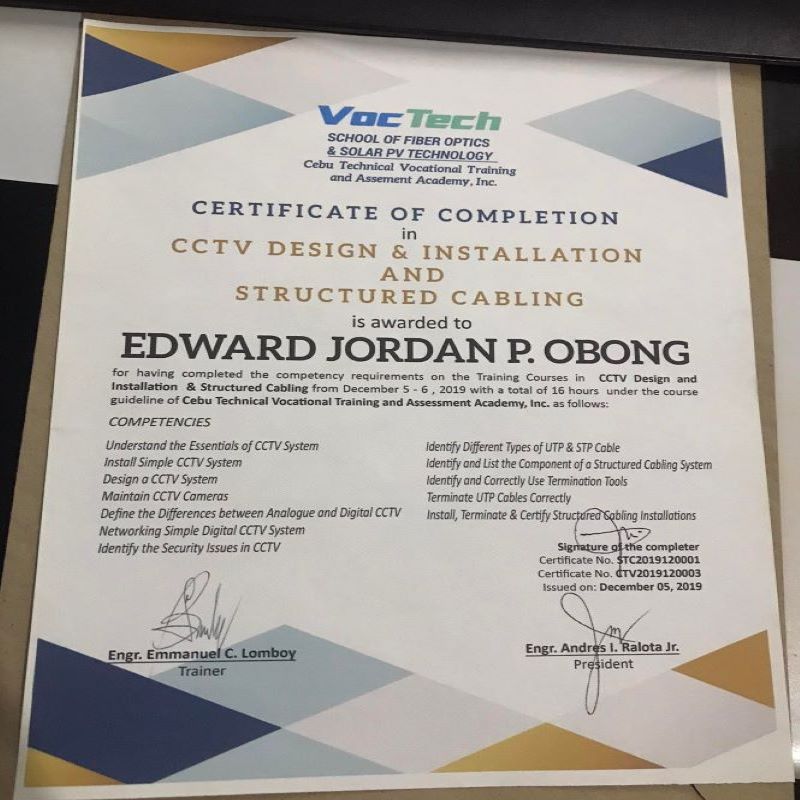 VocTech
SCHOOL OF FIBER OPTICS
& SOLAR PV TECHNOLOGY
Cebu Technical Vocational Training
and Assement Academy, Inc.
CERTIFICATE OF COMPLETION
in
CCTV DESIGN & INSTALLATION
AND
STRUCTURED CABLING
is awarded to
EDWARD JORDAN P. OBONG
for having completed the competency requirements on the Training Courses in CCTV Design and
Installation & Structured Cabling from December 5 - 6 , 2019 with a total of 16 hours under the course
guideline of Cebu Technical Vocational Training and Assessment Academy, Inc. as follows:
COMPETENCIES
Understand the Essentials of CCTV System
Install Simple CCTV System
Design a CCTV System
Maintain CCTV Cameras
Define the Differences between Analogue and Digital CCTV
Networking Simple Digital CCTV System
Identify the Security Issues in CCTV
Identify Different Types of UTP & STP Cable
Identify and List the Component of a Structured Cabling System
Identify and Correctly Use Termination Tools
Terminate UTP Cables Correctly
Install, Terminate & Certify Structured Cabling Installations
Signature of the completer
Certificate No. STC2019120001
Certificate No. CTV2019120003
Issued on: December 05, 2019
Engr. Emmanuel C. Lomboy
Trainer
Engr. Andres I. Ralota Jr.
President